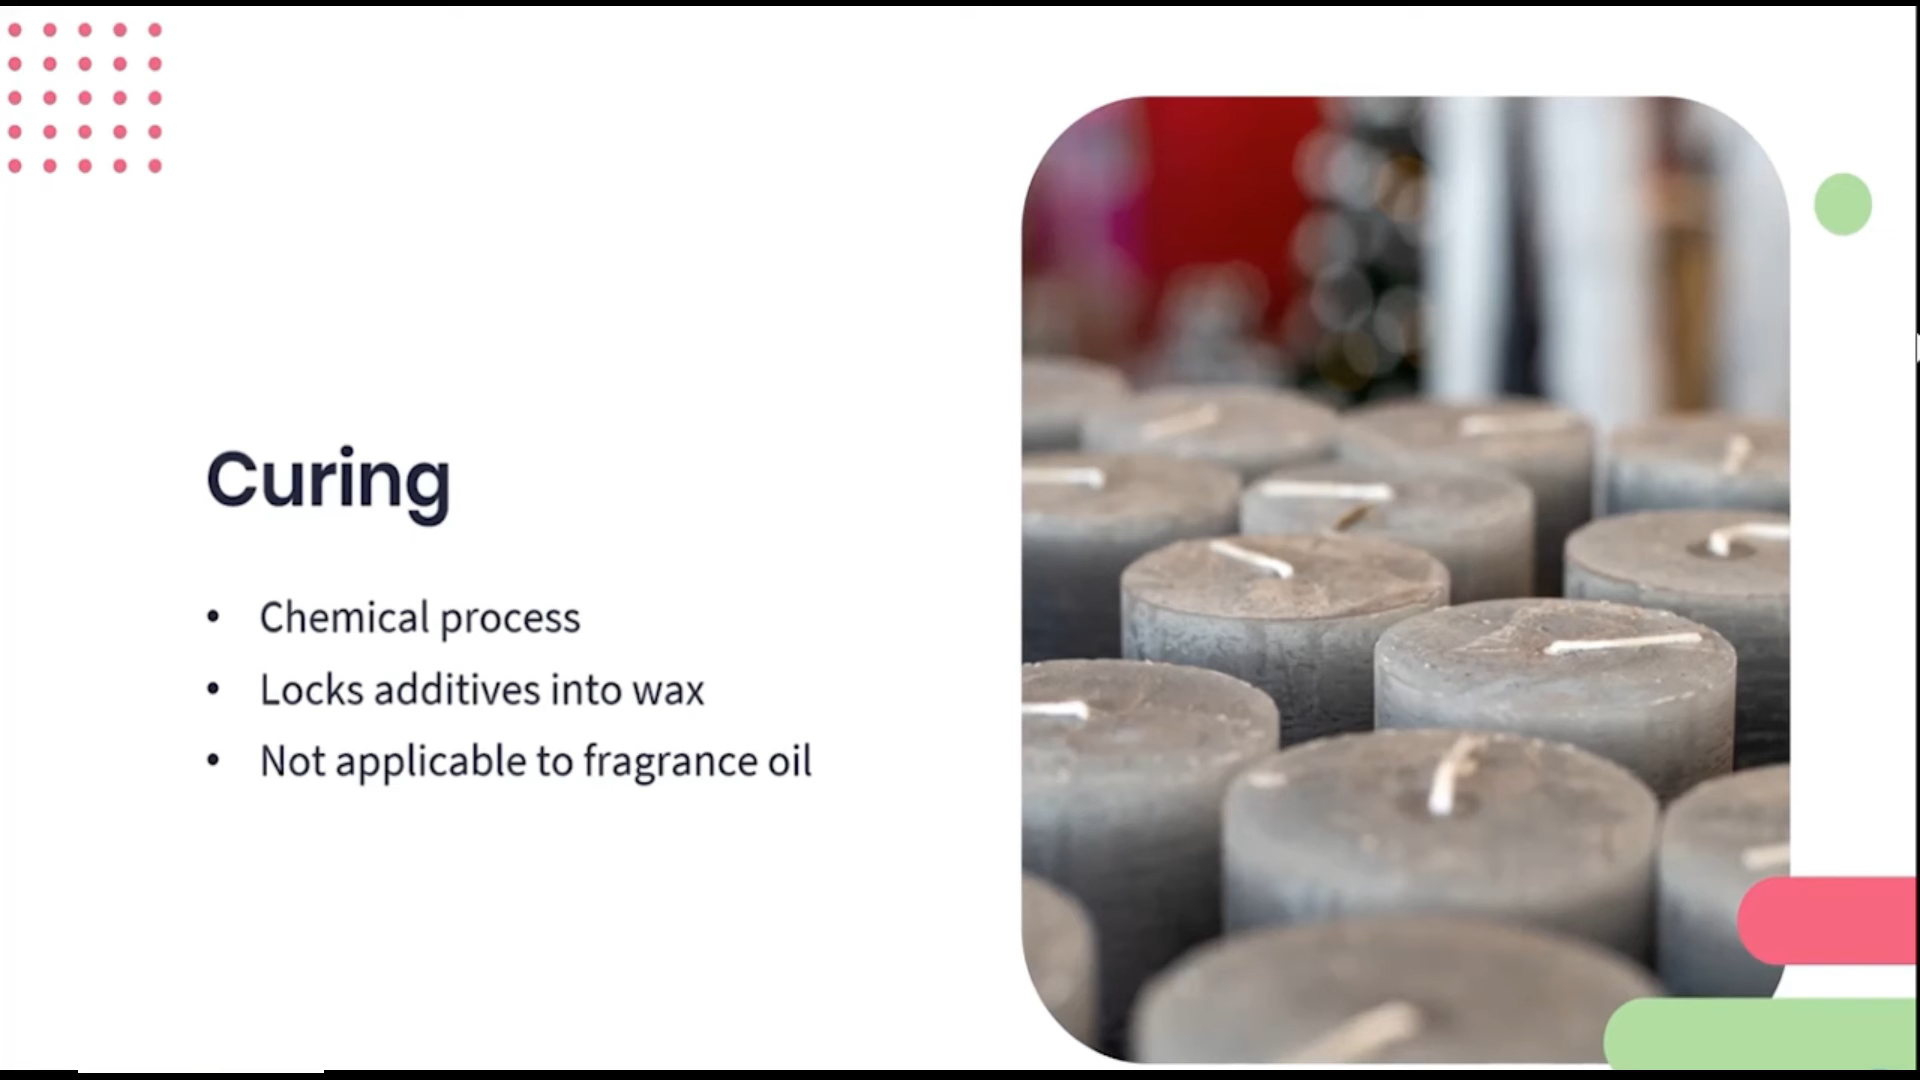 Curing
• Chemical process
• Locks additives into wax
• Not applicable to fragrance oil